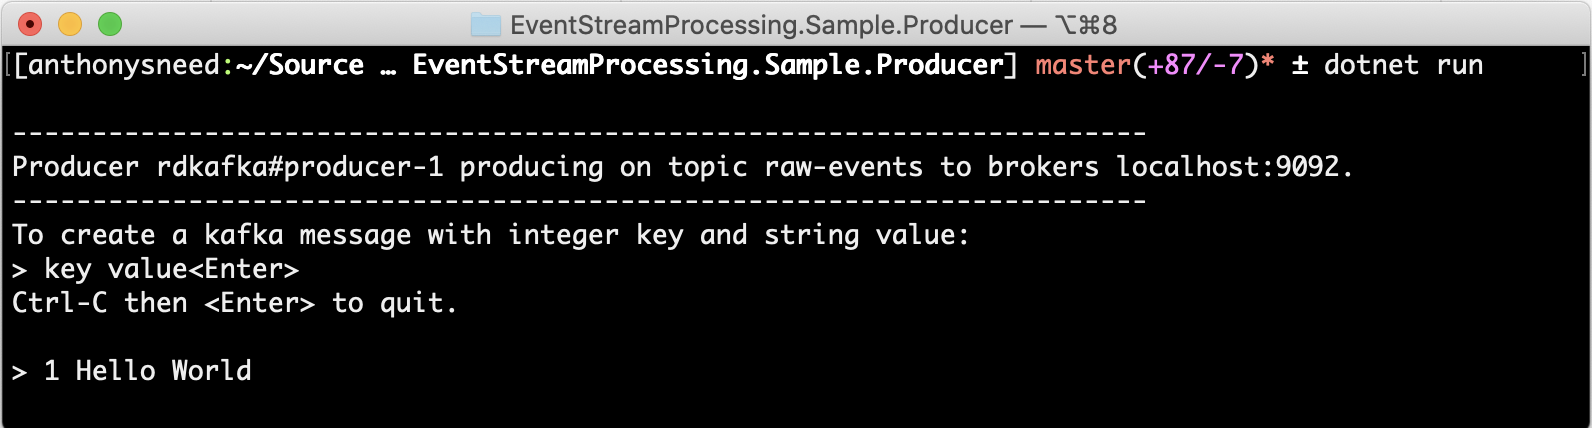 EventStreamProcessing.Sample.Producer — ⌥⌘8
[anthonysneed:~/Source … EventStreamProcessing.Sample.Producer] master(+87/-7)* ± dotnet run
-----------------------------------------------------------------------
Producer rdkafka#producer-1 producing on topic raw-events to brokers localhost:9092.
-----------------------------------------------------------------------
To create a kafka message with integer key and string value:
> key value<Enter>
Ctrl-C then <Enter> to quit.
> 1 Hello World